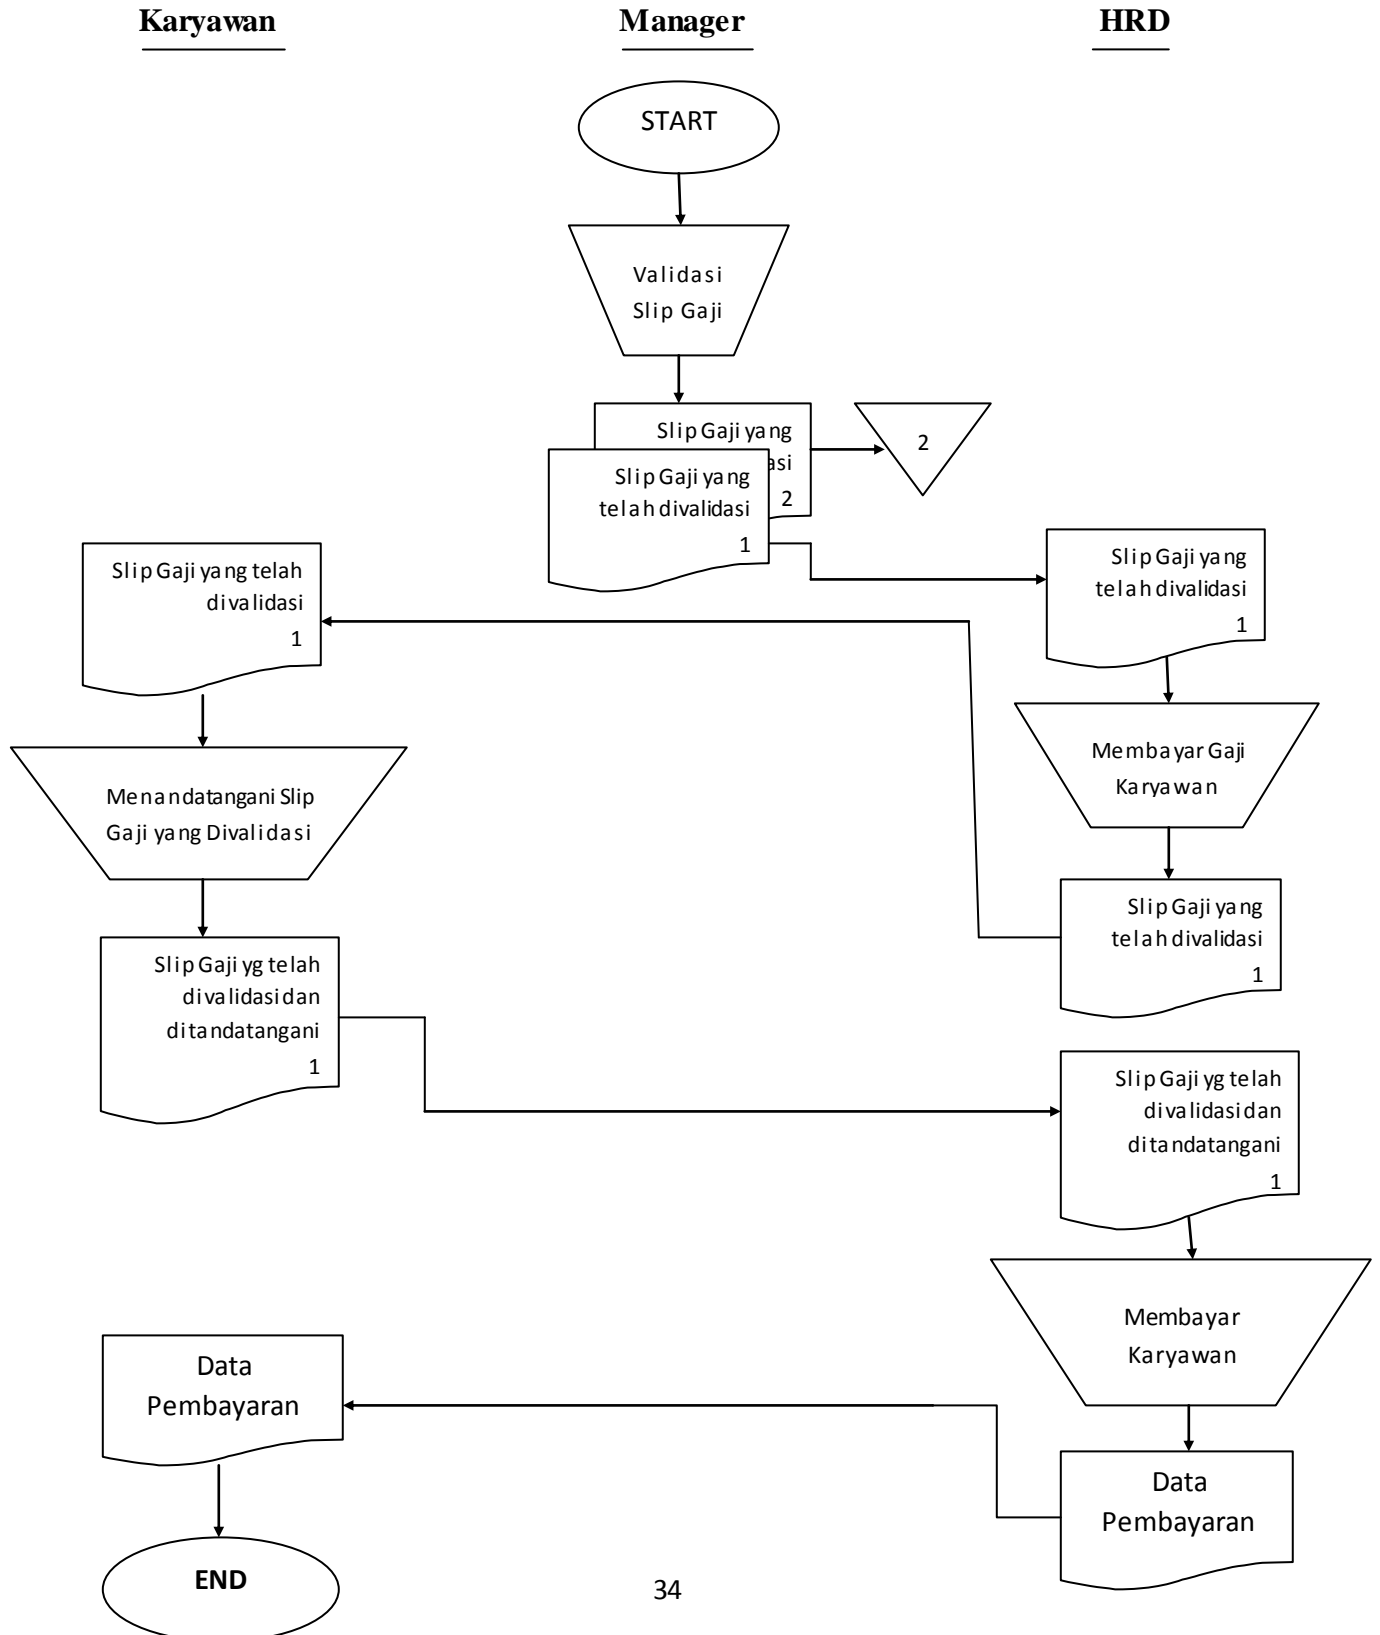 Karyawan
Manager
HRD
START
Validasi
Slip Gaji
Slip Gaji yang
asi
2
2
Slip Gaji yang
telah divalidasi
1
Slip Gaji yang
telah divalidasi
1
Slip Gaji yang telah
divalidasi
1
Membayar Gaji
Karyawan
Menandatangani Slip
Gaji yang Divalidasi
Slip Gaji yang
telah divalidasi
1
Slip Gaji yg telah
divalidasi dan
ditandatangani
1
Slip Gaji yg telah
divalidasi dan
ditandatangani
1
Membayar
Karyawan
Data
Pembayaran
Data
Pembayaran
END
34